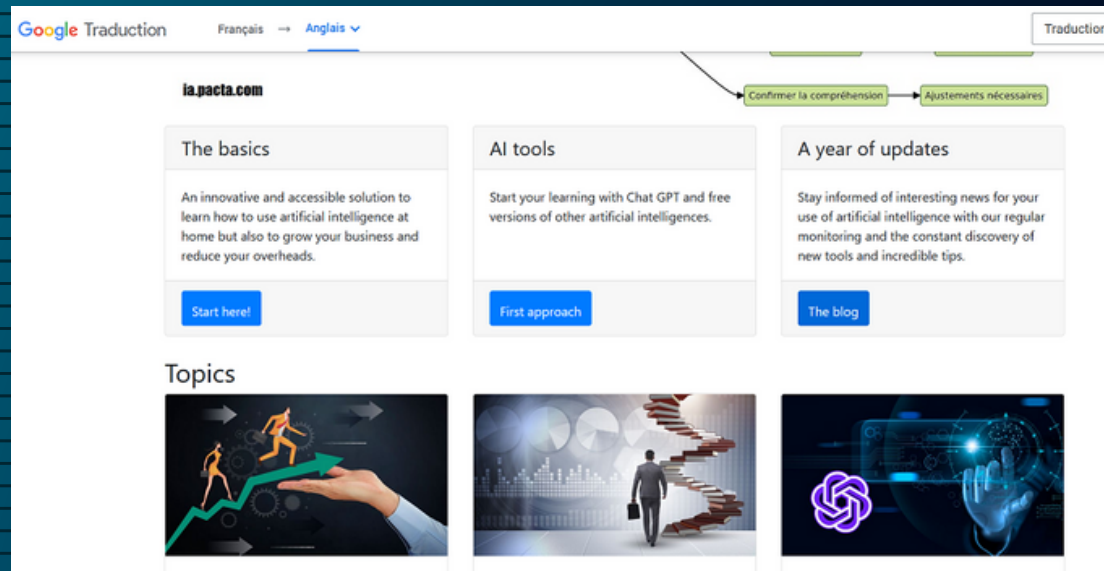 Google Traduction
Français → Anglais
Traduction
ia.pacta.com
Confirmer la compréhension
Ajustements nécessaires
The basics
An innovative and accessible solution to
learn how to use artificial intelligence at
home but also to grow your business and
reduce your overheads.
Start here!
AI tools
Start your learning with Chat GPT and free
versions of other artificial intelligences.
First approach
A year of updates
Stay informed of interesting news for your
use of artificial intelligence with our regular
monitoring and the constant discovery of
new tools and incredible tips.
The blog
Topics